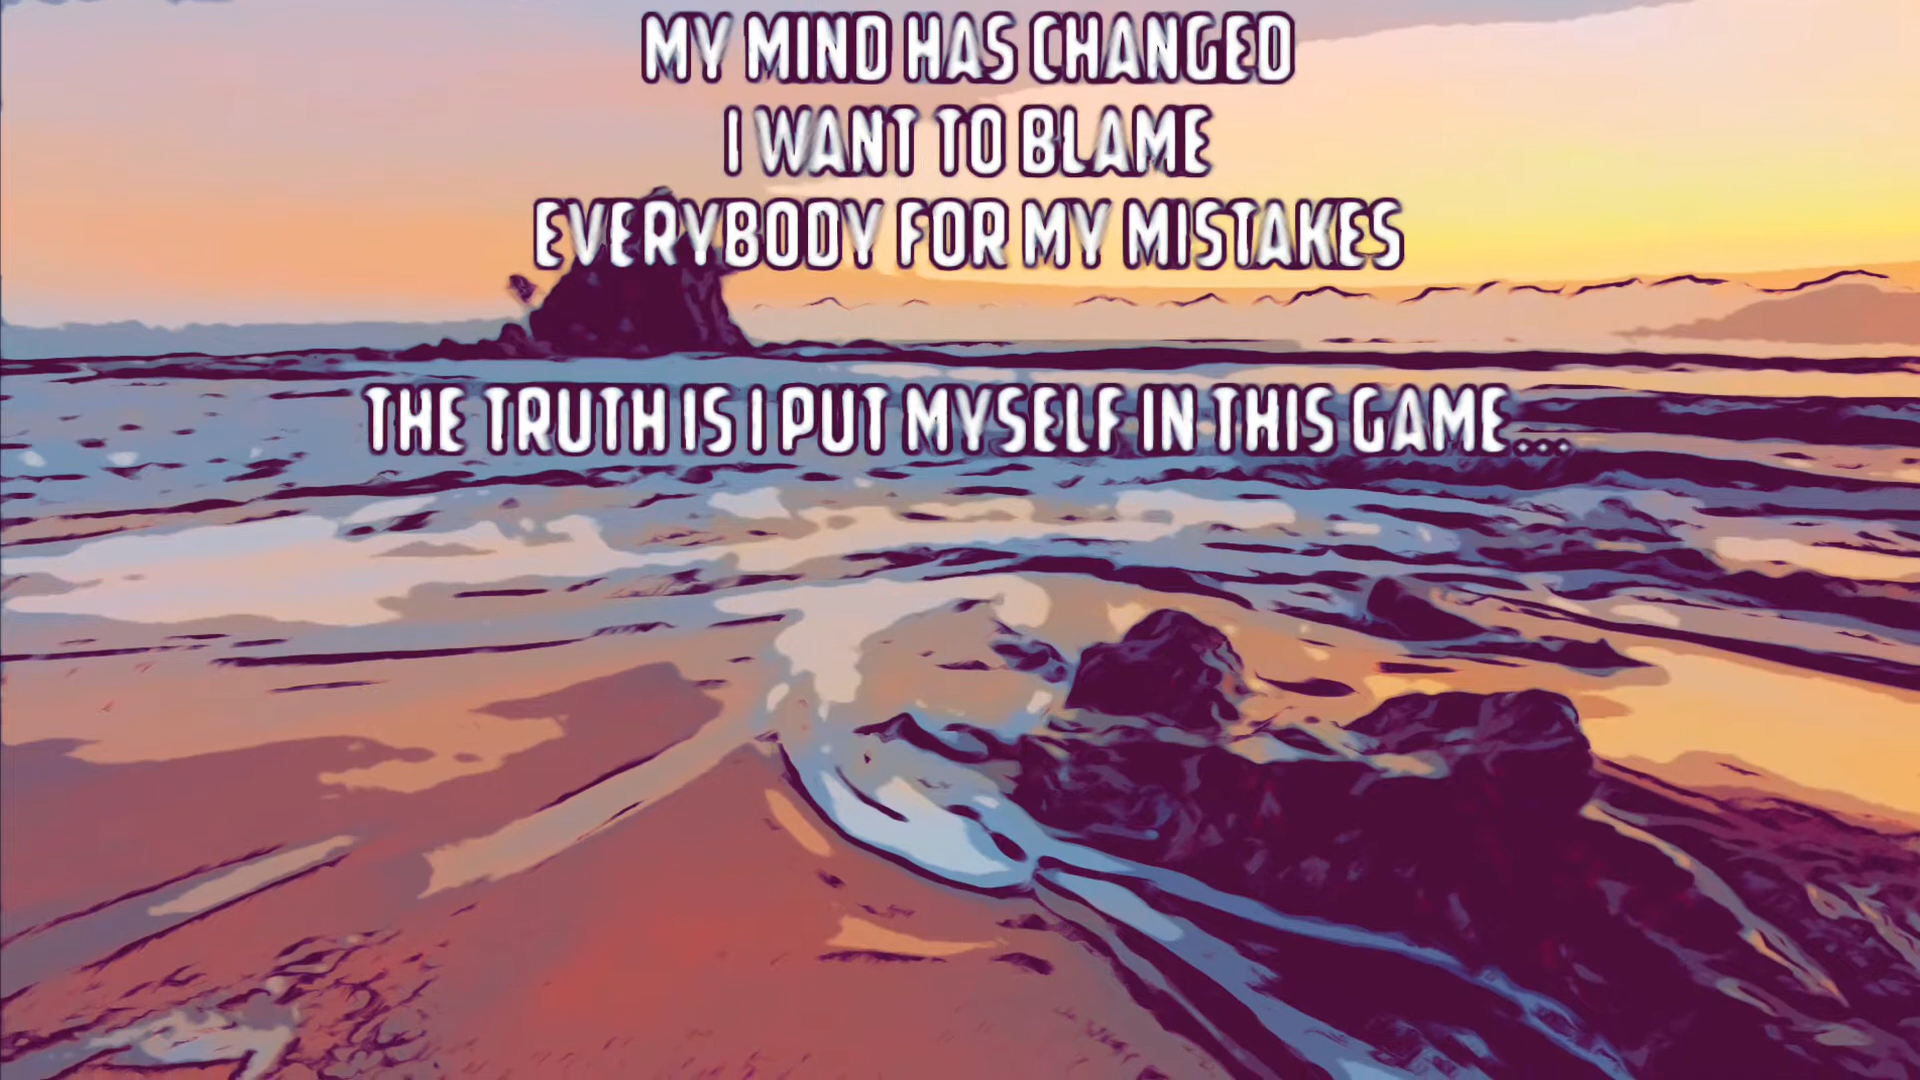 MY MIND HAS CHANGED
I WANT TO BLAME
EVERYBODY FOR MY MISTAKES
THE TRUTH IS I PUT MYSELF IN THIS GAME...